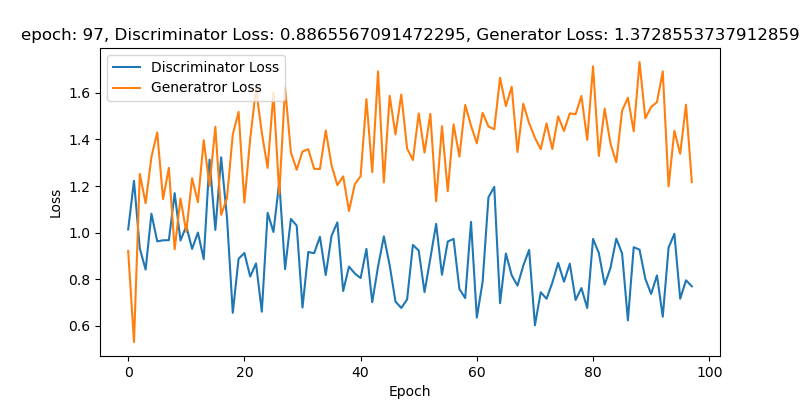 epoch: 97, Discriminator Loss: 0.8865567091472295, Generator Loss: 1.3728553737912859
Discriminator Loss
Generatror Loss
1.6
1.4
1.2
1.0
0.8
0.6
Loss
0 20 40 60 80 100
Epoch